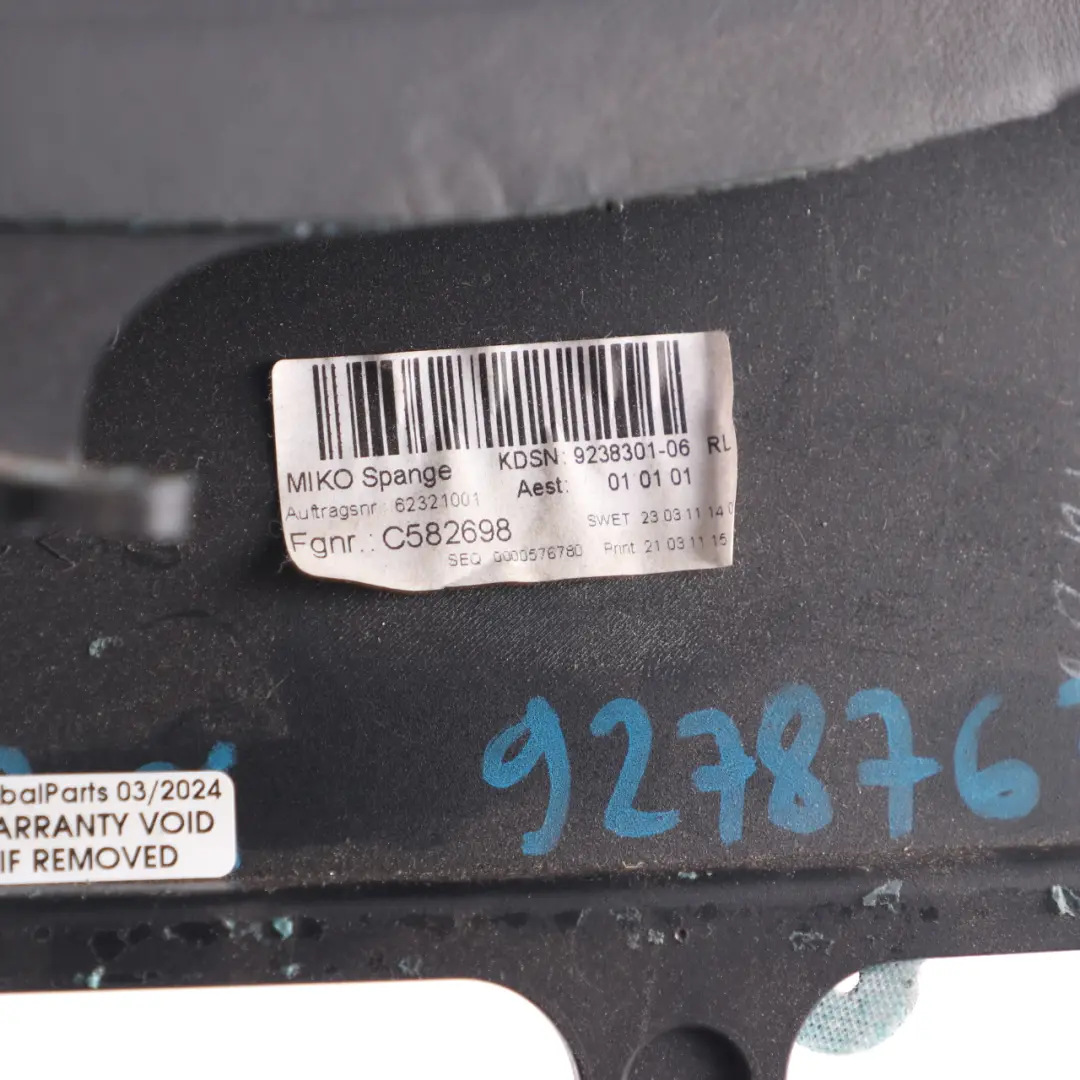 MIKO Spange KDSN: 9238301-06 RL
Auftragsnr.: 62321001 Aest: 01 01 01
Fgnr.: C582698 SWET 23 03 11 14
SEQ 0000576780 Print 21 03 11 15
927876
balParts 03/2024
ARRANTY VOID
IF REMOVED